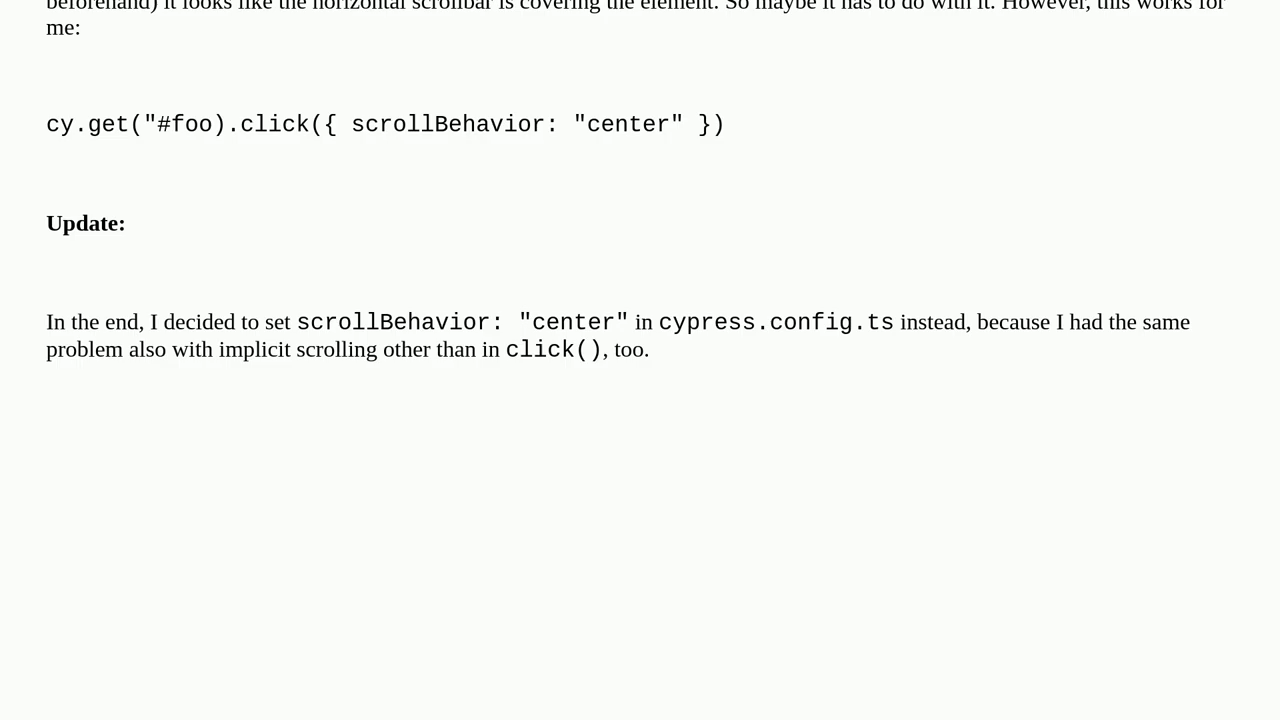 beforehand) it looks like the horizontal scrollbar is covering the element. So maybe it has to do with it. However, this works for
me:
cy.get("#foo).click({ scrollBehavior: "center" })
Update:
In the end, I decided to set scrollBehavior: "center" in cypress.config.ts instead, because I had the same
problem also with implicit scrolling other than in click(), too.